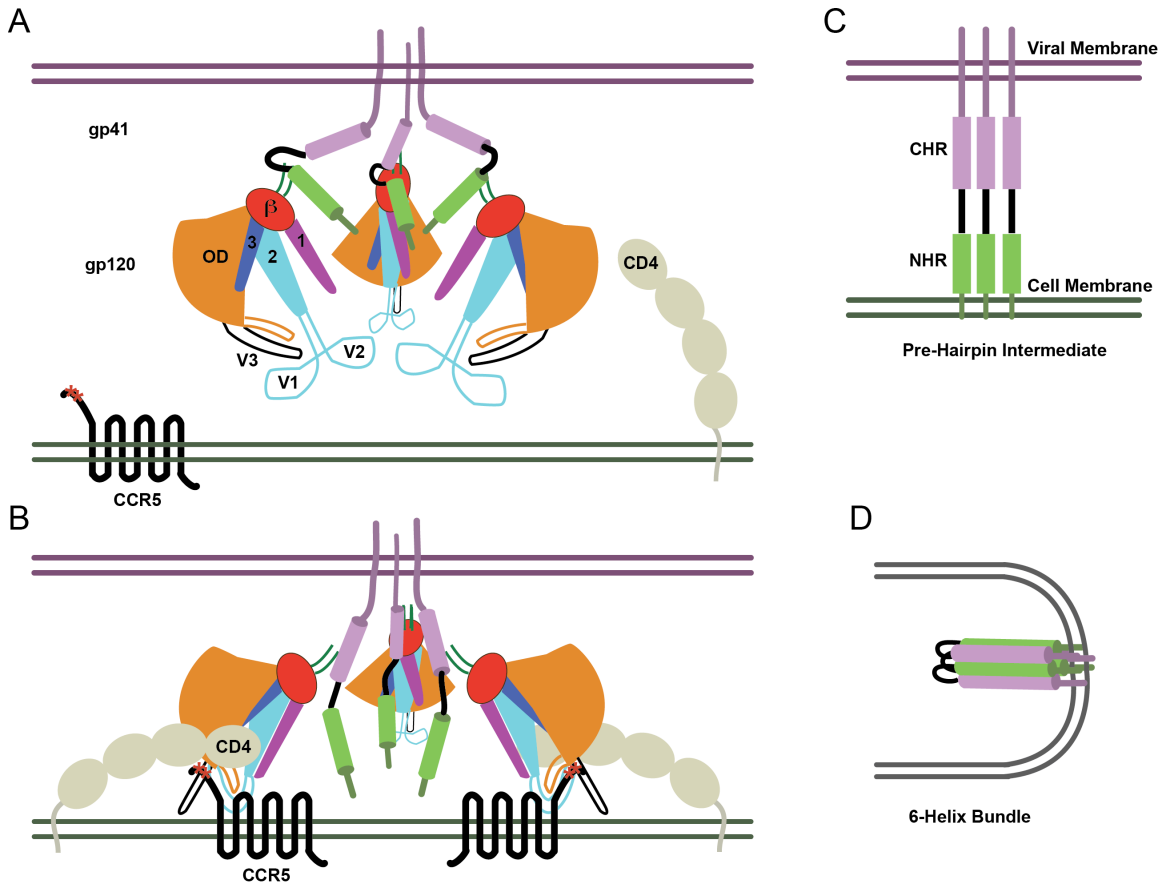 A
gp41
β
3
2
1
OD
gp120
CD4
V3
V2
V1
CCR5
B
CD4
CCR5
C
Viral Membrane
CHR
NHR
Cell Membrane
Pre-Hairpin Intermediate
D
6-Helix Bundle